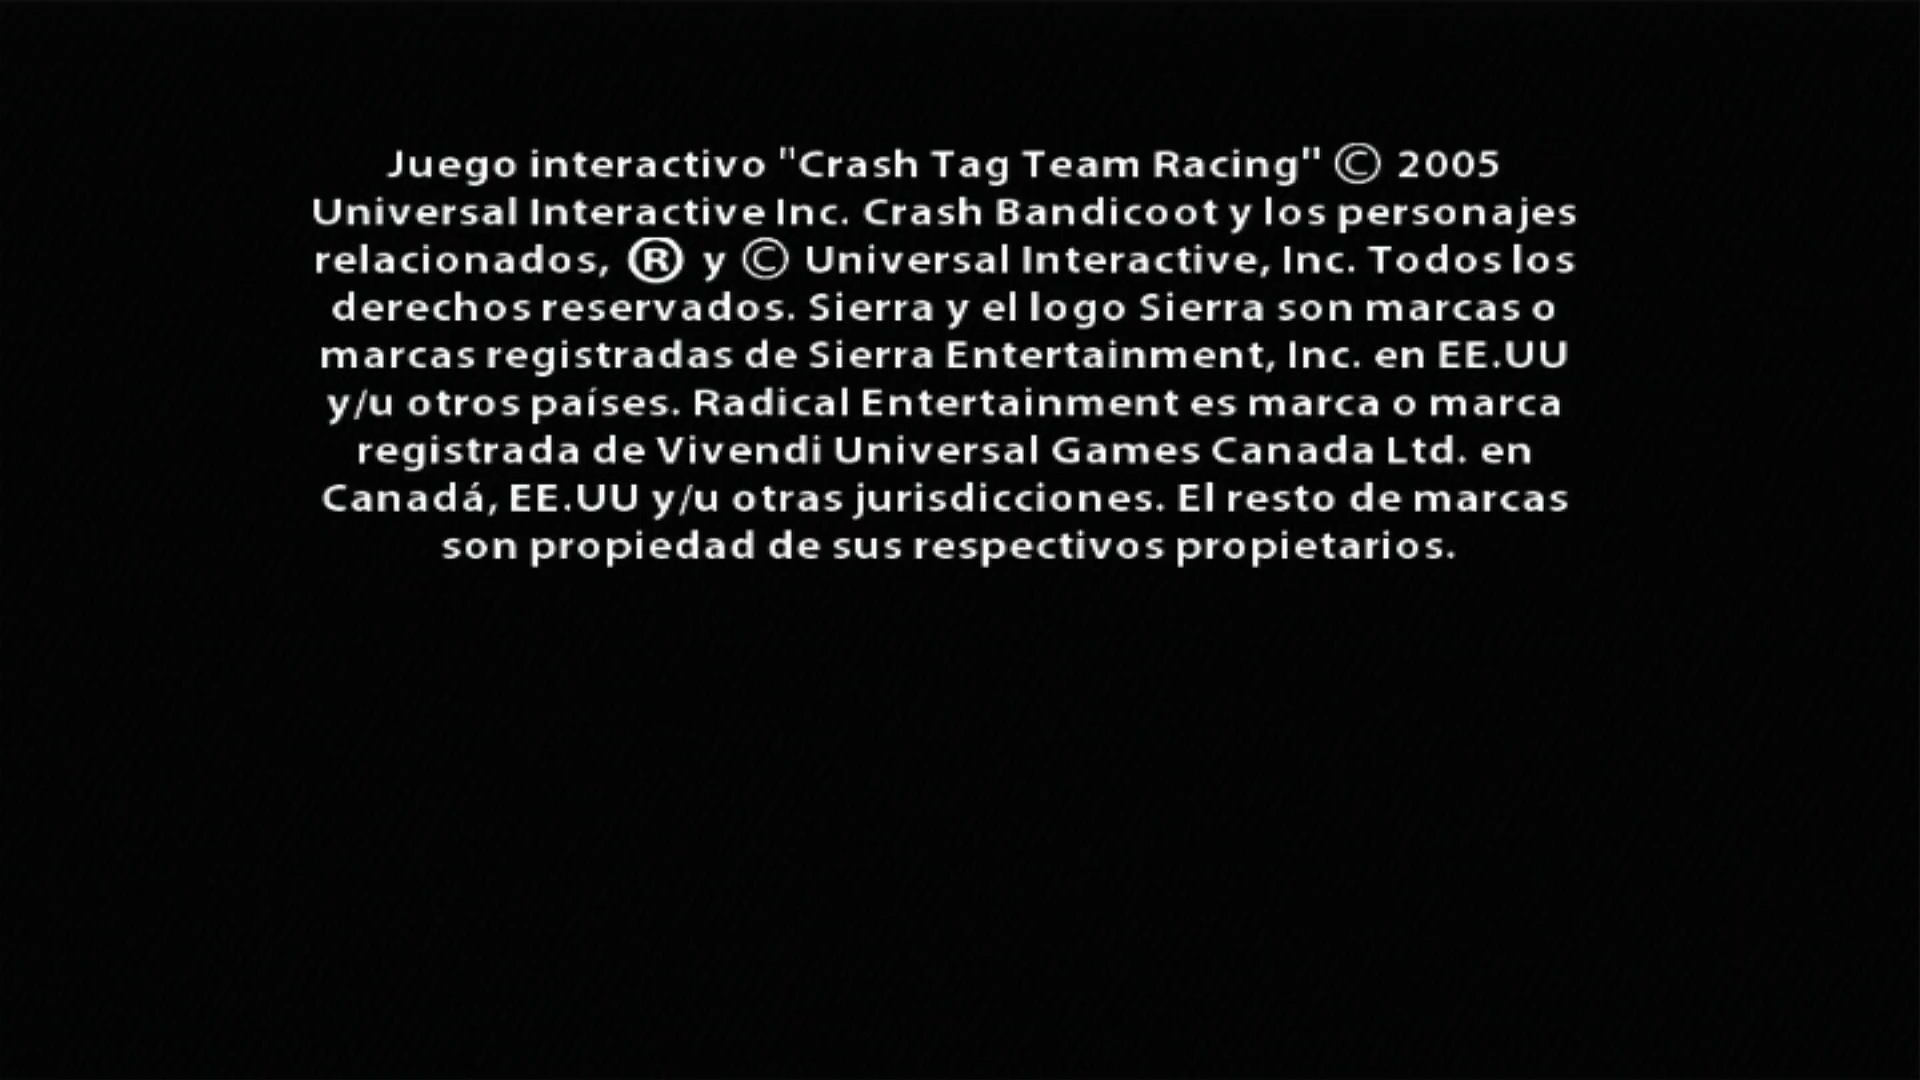 Juego interactivo "Crash Tag Team Racing" © 2005
Universal Interactive Inc. Crash Bandicoot y los personajes
relacionados, ® y © Universal Interactive, Inc. Todos los
derechos reservados. Sierra y el logo Sierra son marcas o
marcas registradas de Sierra Entertainment, Inc. en EE.UU
y/u otros países. Radical Entertainment es marca o marca
registrada de Vivendi Universal Games Canada Ltd. en
Canadá, EE.UU y/u otras jurisdicciones. El resto de marcas
son propiedad de sus respectivos propietarios.